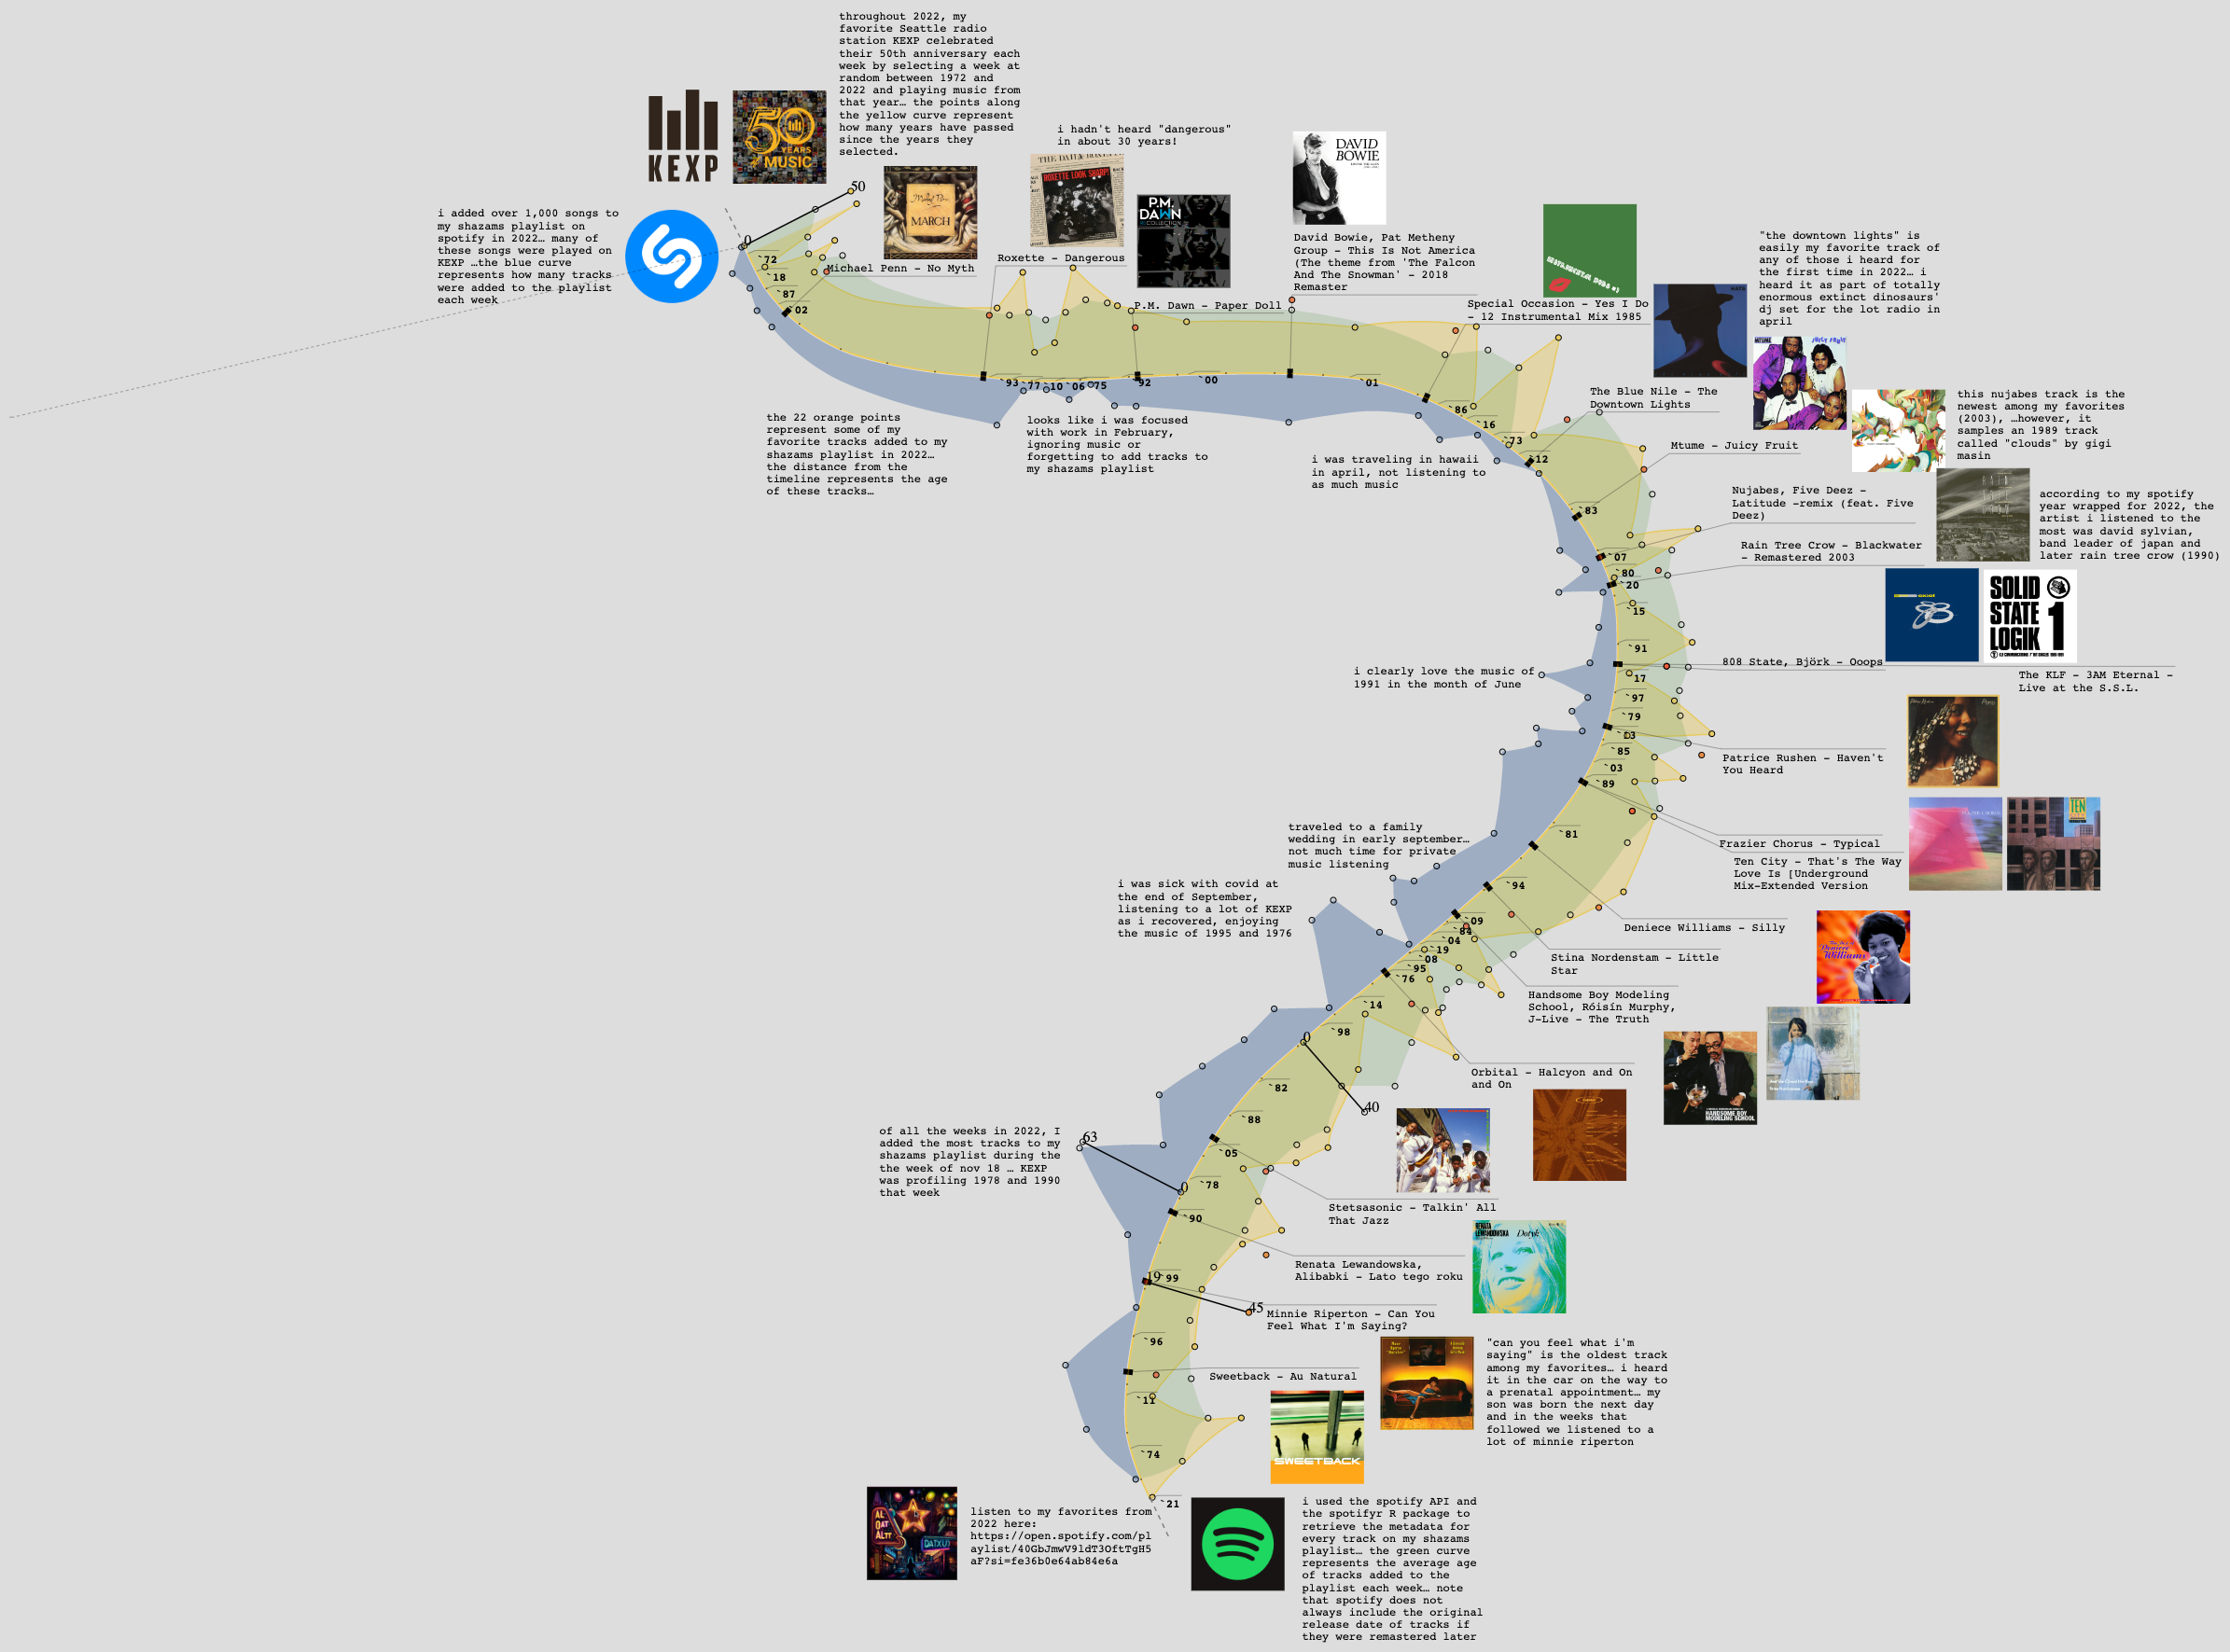 throughout 2022, my
favorite Seattle radio
station KEXP celebrated
their 50th anniversary each
week by selecting a week at
random between 1972 and
2022 and playing music from
that year… the points along
the yellow curve represent
how many years have passed
since the years they
selected.
KEXP
50
YEARS
of MUSIC
i added over 1,000 songs to
my shazams playlist on
spotify in 2022… many of
these songs were played on
KEXP …the blue curve
represents how many tracks
were added to the playlist
each week
50
0
`72
`18
`87
`02
MARCH
Michael Penn – No Myth
i hadn't heard "dangerous"
in about 30 years!
ROXETTE LOOK SHARP!
Roxette – Dangerous
P.M.
DAWN
P.M. Dawn – Paper Doll
DAVID
BOWIE
David Bowie, Pat Metheny
Group – This Is Not America
(The theme from 'The Falcon
And The Snowman' – 2018
Remaster
Special Occasion – Yes I Do
– 12 Instrumental Mix 1985
"the downtown lights" is
easily my favorite track of
any of those i heard for
the first time in 2022… i
heard it as part of totally
enormous extinct dinosaurs'
dj set for the lot radio in
april
The Blue Nile – The
Downtown Lights
MTUME
JUICY FRUIT
Mtume – Juicy Fruit
this nujabes track is the
newest among my favorites
(2003), …however, it
samples an 1989 track
called "clouds" by gigi
masin
Nujabes, Five Deez –
Latitude –remix (feat. Five
Deez)
RAIN
TREE
CROW
according to my spotify
year wrapped for 2022, the
artist i listened to the
most was david sylvian,
band leader of japan and
later rain tree crow (1990)
Rain Tree Crow – Blackwater
– Remastered 2003
`93
`77
`10
`06
`75
`92
`00
`01
`86
`16
`73
`12
`83
`07
`80
`20
`15
`91
`17
`97
`79
`13
`85
`03
`89
`81
`94
`09
`84
`04
`19
`08
`95
`76
`14
`98
`82
`88
`05
`78
`90
`99
`96
`11
`74
`21
the 22 orange points
represent some of my
favorite tracks added to my
shazams playlist in 2022…
the distance from the
timeline represents the age
of these tracks…
looks like i was focused
with work in February,
ignoring music or
forgetting to add tracks to
my shazams playlist
i was traveling in hawaii
in april, not listening to
as much music
SOLID
STATE
LOGIK 1
808 State, Björk – Ooops
The KLF – 3AM Eternal –
Live at the S.S.L.
i clearly love the music of
1991 in the month of June
Patrice Rushen – Haven't
You Heard
Frazier Chorus – Typical
TEN
Ten City – That's The Way
Love Is [Underground
Mix–Extended Version
traveled to a family
wedding in early september…
not much time for private
music listening
i was sick with covid at
the end of September,
listening to a lot of KEXP
as i recovered, enjoying
the music of 1995 and 1976
Deniece Williams – Silly
Deniece
Williams
Stina Nordenstam – Little
Star
Handsome Boy Modeling
School, Róisín Murphy,
J–Live – The Truth
HANDSOME BOY
MODELING SCHOOL
Orbital – Halcyon and On
and On
0
40
of all the weeks in 2022, I
added the most tracks to my
shazams playlist during the
the week of nov 18 … KEXP
was profiling 1978 and 1990
that week
63
0
Stetsasonic – Talkin' All
That Jazz
RENATA
LEWANDOWSKA
Dotyk
Renata Lewandowska,
Alibabki – Lato tego roku
19
45
Minnie Riperton – Can You
Feel What I'm Saying?
"can you feel what i'm
saying" is the oldest track
among my favorites… i heard
it in the car on the way to
a prenatal appointment… my
son was born the next day
and in the weeks that
followed we listened to a
lot of minnie riperton
Sweetback – Au Natural
SWEETBACK
listen to my favorites from
2022 here:
https://open.spotify.com/pl
aylist/40GbJmwV9ldT3OftTgH5
aF?si=fe36b0e64ab84e6a
i used the spotify API and
the spotifyr R package to
retrieve the metadata for
every track on my shazams
playlist… the green curve
represents the average age
of tracks added to the
playlist each week… note
that spotify does not
always include the original
release date of tracks if
they were remastered later